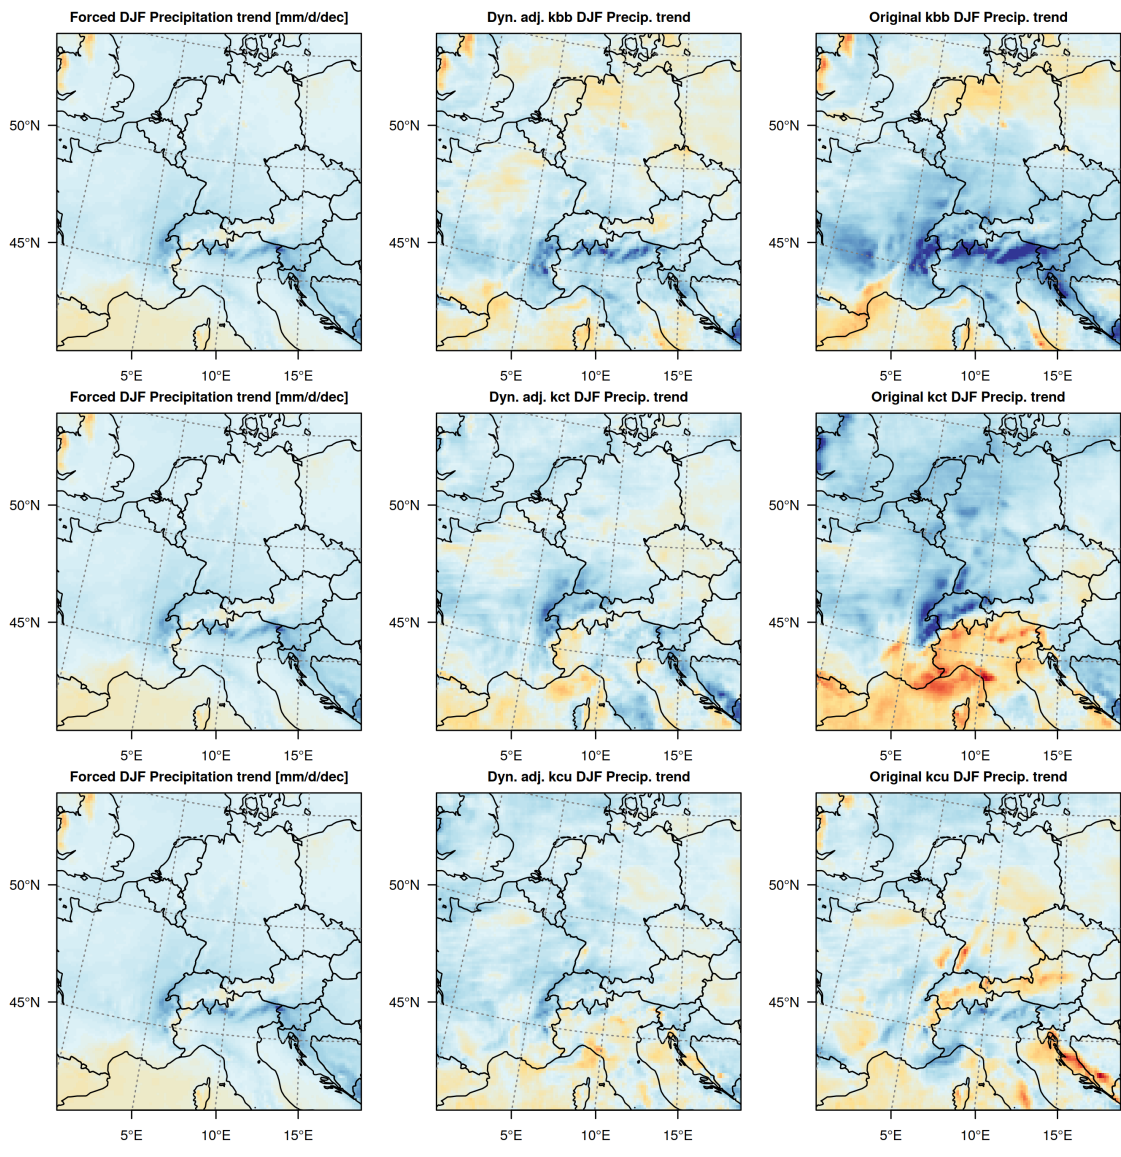 Forced DJF Precipitation trend [mm/d/dec] Dyn. adj. kbb DJF Precip. trend Original kbb DJF Precip. trend
50°N 50°N 50°N
45°N 45°N 45°N
5°E 10°E 15°E 5°E 10°E 15°E 5°E 10°E 15°E
Forced DJF Precipitation trend [mm/d/dec] Dyn. adj. kct DJF Precip. trend Original kct DJF Precip. trend
50°N 50°N 50°N
45°N 45°N 45°N
5°E 10°E 15°E 5°E 10°E 15°E 5°E 10°E 15°E
Forced DJF Precipitation trend [mm/d/dec] Dyn. adj. kcu DJF Precip. trend Original kcu DJF Precip. trend
50°N 50°N 50°N
45°N 45°N 45°N
5°E 10°E 15°E 5°E 10°E 15°E 5°E 10°E 15°E